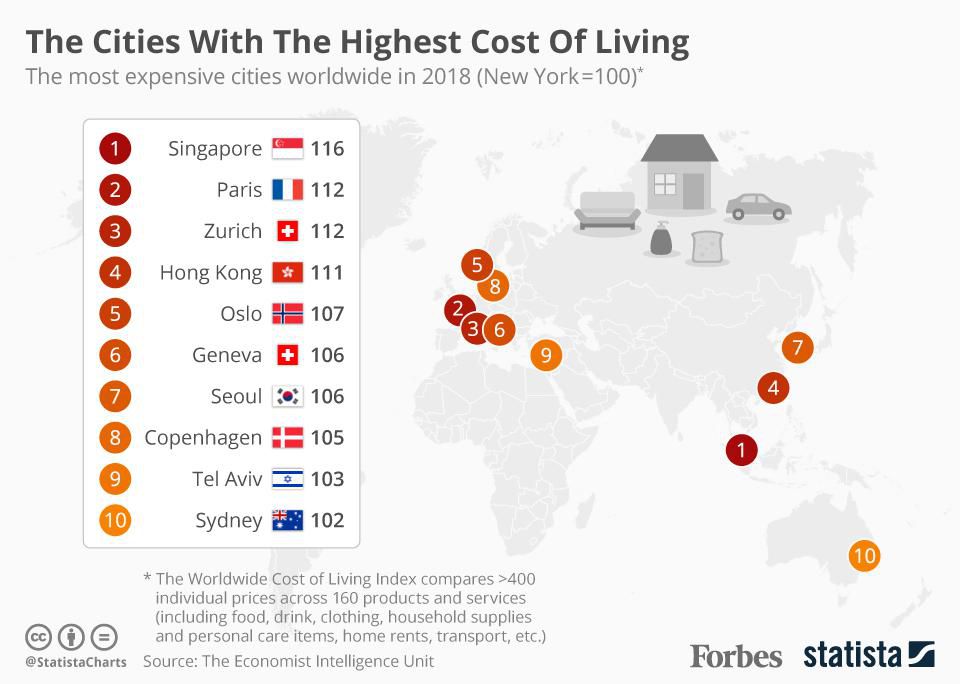 The Cities With The Highest Cost Of Living
The most expensive cities worldwide in 2018 (New York=100)*
1 Singapore 116
2 Paris 112
3 Zurich 112
4 Hong Kong 111
5 Oslo 107
6 Geneva 106
7 Seoul 106
8 Copenhagen 105
9 Tel Aviv 103
10 Sydney 102
5
8
2
3
6
9
7
4
1
10
* The Worldwide Cost of Living Index compares >400
individual prices across 160 products and services
(including food, drink, clothing, household supplies
and personal care items, home rents, transport, etc.)
cc
@StatistaCharts
Source: The Economist Intelligence Unit
Forbes
statista